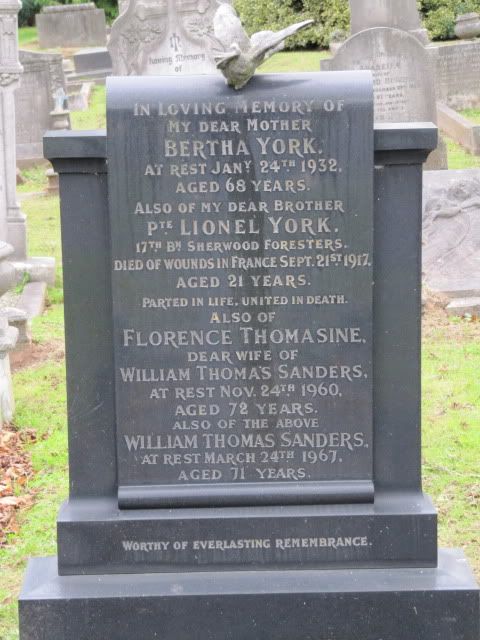 In Loving Memory
of
IN LOVING MEMORY OF
MY DEAR MOTHER
BERTHA YORK.
AT REST JANY 24TH 1932,
AGED 68 YEARS.
ALSO OF MY DEAR BROTHER
PTE LIONEL YORK.
17TH BN SHERWOOD FORESTERS.
DIED OF WOUNDS IN FRANCE SEPT. 21ST 1917,
AGED 21 YEARS.
PARTED IN LIFE. UNITED IN DEATH.
ALSO OF
FLORENCE THOMASINE,
DEAR WIFE OF
WILLIAM THOMAS SANDERS,
AT REST NOV. 24TH 1960,
AGED 72 YEARS.
ALSO OF THE ABOVE
WILLIAM THOMAS SANDERS,
AT REST MARCH 24TH 1967,
AGED 71 YEARS.
WORTHY OF EVERLASTING REMEMBRANCE.